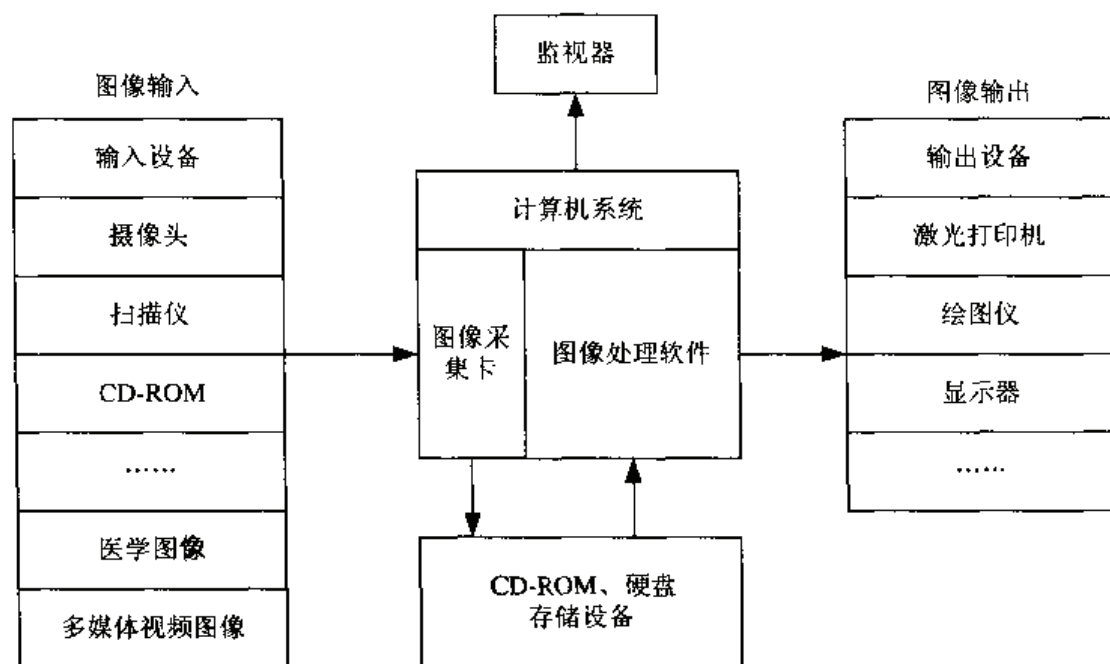 监视器
图像输入
输入设备
摄像头
扫描仪
CD-ROM
……
医学图像
多媒体视频图像
计算机系统
图像采
集卡
图像处理软件
CD-ROM、硬盘
存储设备
图像输出
输出设备
激光打印机
绘图仪
显示器
……